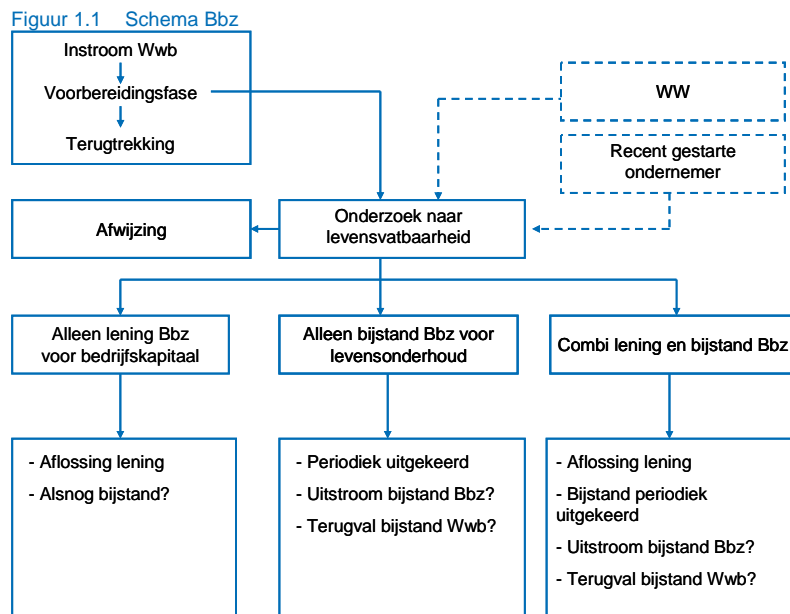 Figuur 1.1 Schema Bbz
Instroom Wwb
Voorbereidingsfase
Terugtrekking
WW
Recent gestarte
ondernemer
Afwijzing
Onderzoek naar
levensvatbaarheid
Alleen lening Bbz
voor bedrijfskapitaal
Alleen bijstand Bbz voor
levensonderhoud
Combi lening en bijstand Bbz
- Aflossing lening
- Alsnog bijstand?
- Periodiek uitgekeerd
- Uitstroom bijstand Bbz?
- Terugval bijstand Wwb?
- Aflossing lening
- Bijstand periodiek
uitgekeerd
- Uitstroom bijstand Bbz?
- Terugval bijstand Wwb?